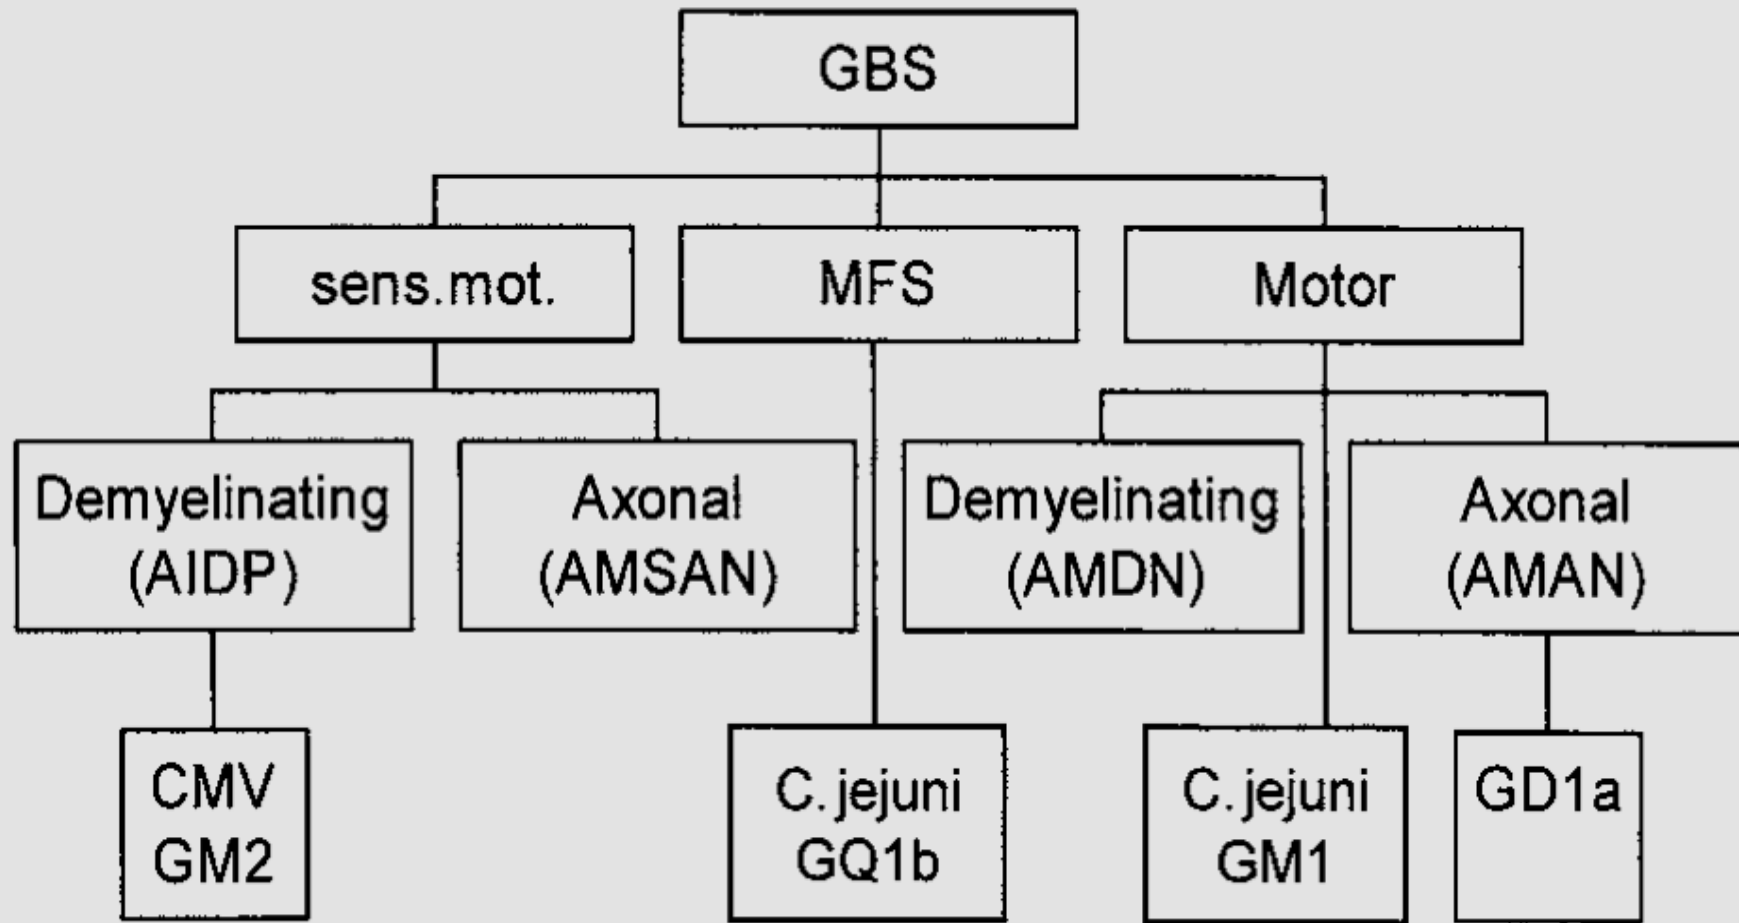 GBS
sens.mot.
MFS
Motor
Demyelinating
(AIDP)
Axonal
(AMSAN)
Demyelinating
(AMDN)
Axonal
(AMAN)
CMV
GM2
C. jejuni
GQ1b
C. jejuni
GM1
GD1a